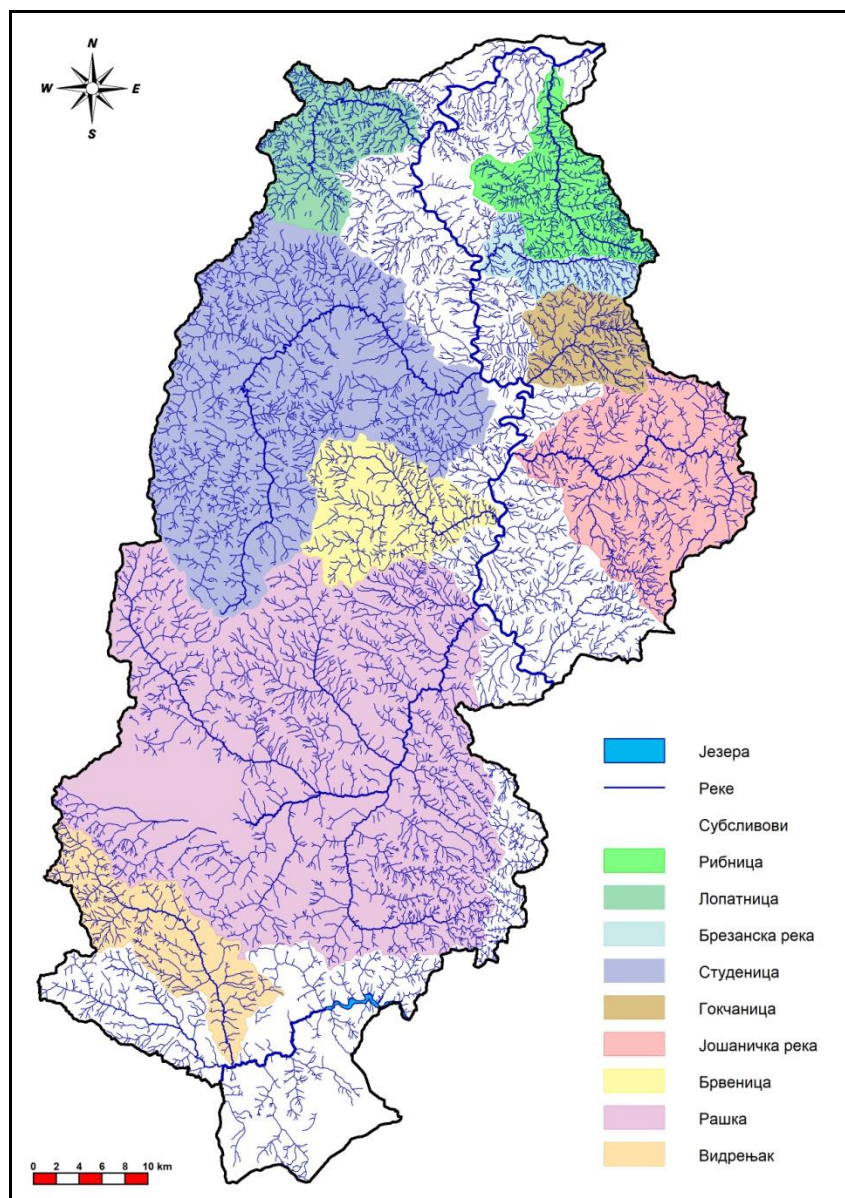 N
W E
S
Језера
Реке
Субсливови
Рибница
Лопатница
Брезанска река
Студеница
Гокчаница
Јошаничка река
Брвеница
Рашка
Видрењак
0 2 4 6 8 10 km